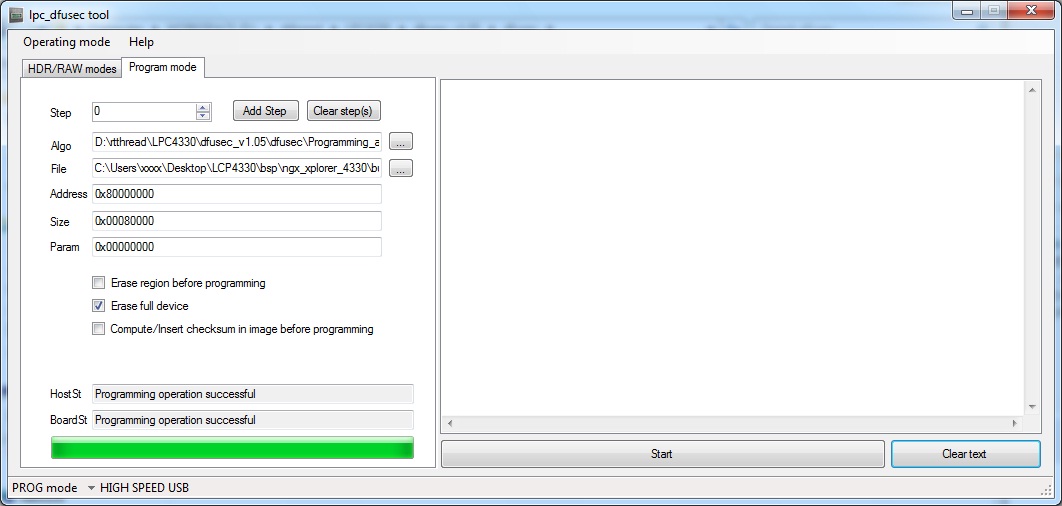 lpc_dfusec tool
Operating mode Help
HDR/RAW modes Program mode
Step 0 Add Step Clear step(s)
Algo D:\rtthread\LPC4330\dfusec_v1.05\dfusec\Programming_a ...
File C:\Users\xxxx\Desktop\LCP4330\bsp\ngx_xplorer_4330\bu ...
Address 0x80000000
Size 0x00080000
Param 0x00000000
Erase region before programming
Erase full device
Compute/Insert checksum in image before programming
HostSt Programming operation successful
BoardSt Programming operation successful
Start Clear text
PROG mode HIGH SPEED USB